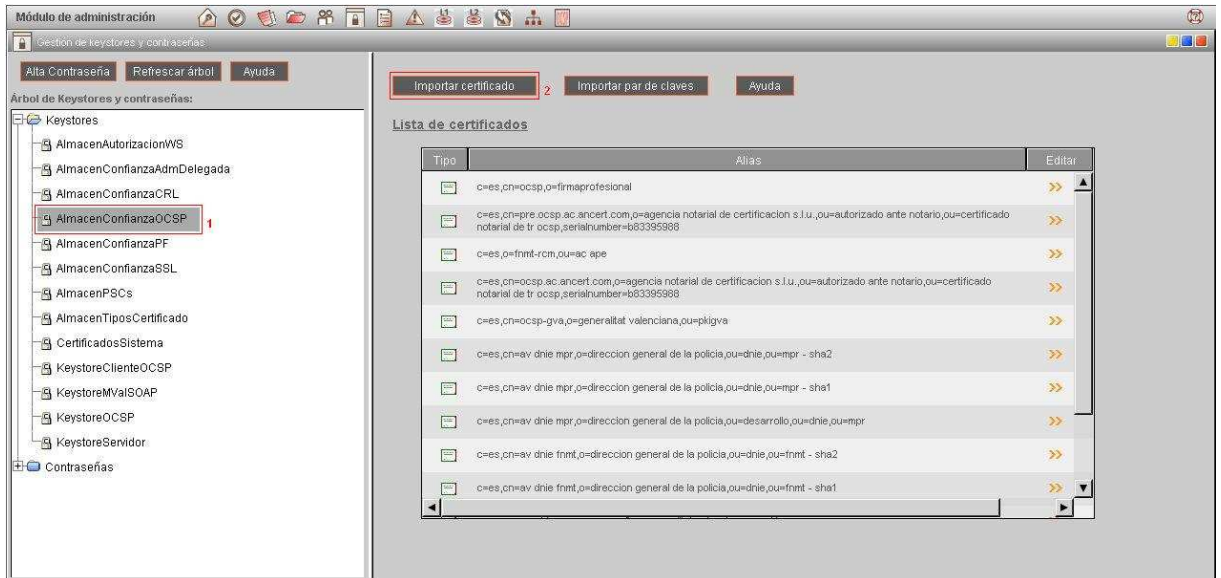 Módulo de administración
Gestión de keystores y contraseñas
Alta Contraseña Refrescar árbol Ayuda
Árbol de Keystores y contraseñas:
Keystores
AlmacenAutorizacionWS
AlmacenConfianzaAdmDelegada
AlmacenConfianzaCRL
AlmacenConfianzaOCSP 1
AlmacenConfianzaPF
AlmacenConfianzaSSL
AlmacenPSCs
AlmacenTiposCertificado
CertificadosSistema
KeystoreClienteOCSP
KeystoreMValSOAP
KeystoreOCSP
KeystoreServidor
Contraseñas
Importar certificado 2 Importar par de claves Ayuda
Lista de certificados
Tipo Alias Editar
c=es,cn=ocsp,o=firmaprofesional
c=es,cn=pre.ocsp.ac.ancert.com,o=agencia notarial de certificacion s.l.u.,ou=autorizado ante notario,ou=certificado
notarial de tr ocsp,serialnumber=b83395988
c=es,o=fnmt-rcm,ou=ac ape
c=es,cn=ocsp.ac.ancert.com,o=agencia notarial de certificacion s.l.u.,ou=autorizado ante notario,ou=certificado
notarial de tr ocsp,serialnumber=b83395988
c=es,cn=ocsp-gva,o=generalitat valenciana,ou=pkigva
c=es,cn=av dnie mpr,o=direccion general de la policia,ou=dnie,ou=mpr - sha2
c=es,cn=av dnie mpr,o=direccion general de la policia,ou=dnie,ou=mpr - sha1
c=es,cn=av dnie mpr,o=direccion general de la policia,ou=desarrollo,ou=dnie,ou=mpr
c=es,cn=av dnie fnmt,o=direccion general de la policia,ou=dnie,ou=fnmt - sha2
c=es,cn=av dnie fnmt,o=direccion general de la policia,ou=dnie,ou=fnmt - sha1